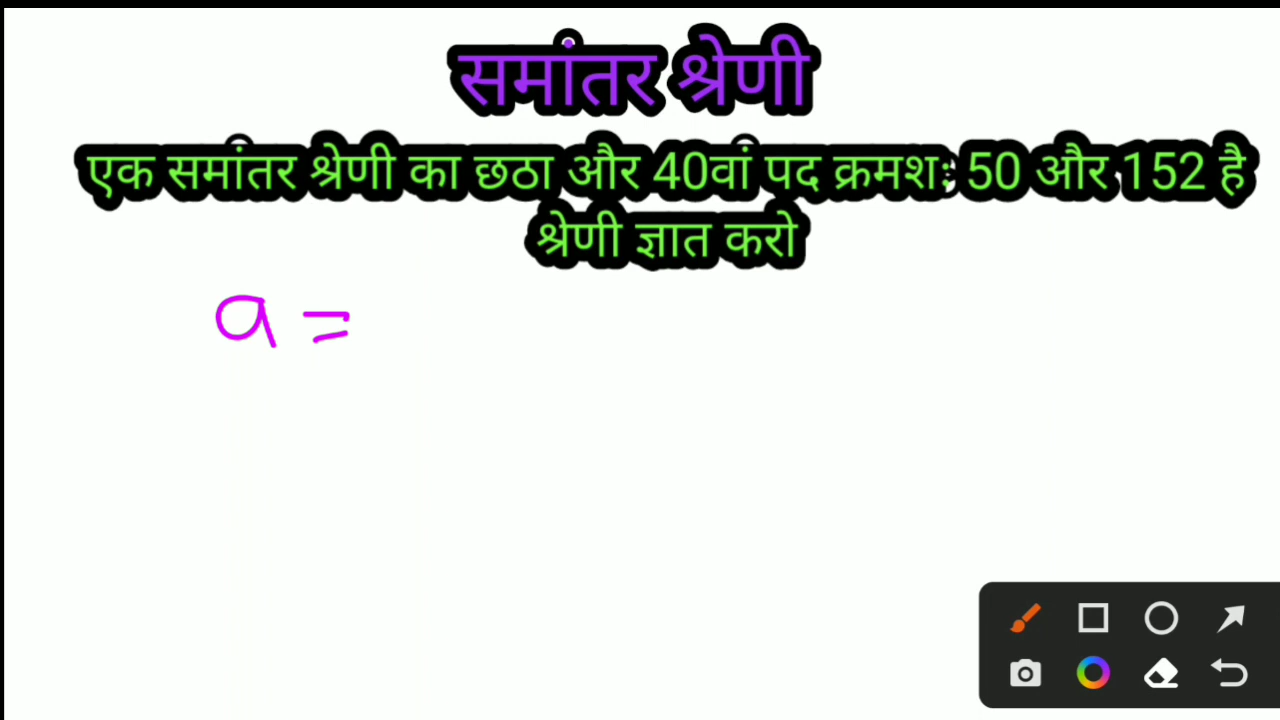 समांतर श्रेणी
एक समांतर श्रेणी का छठा और 40वां पद क्रमशः 50 और 152 है
श्रेणी ज्ञात करो
a =